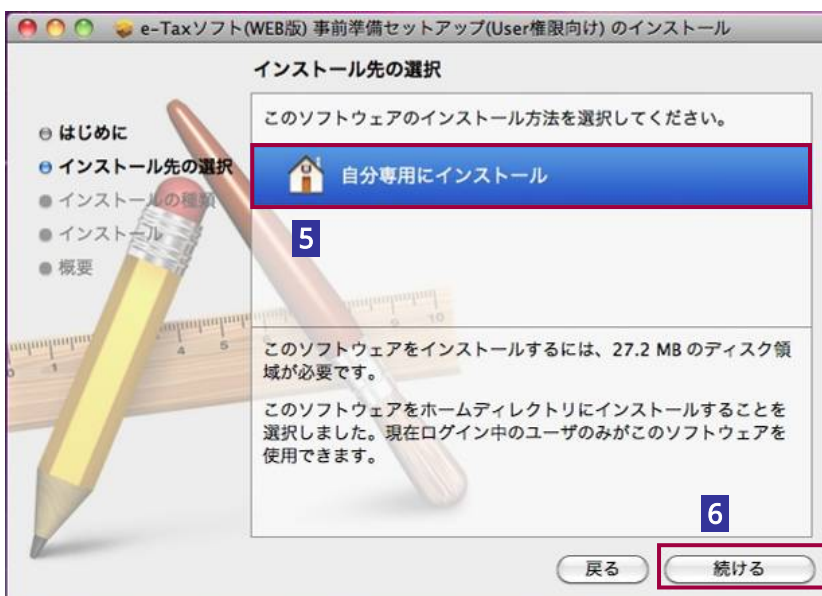 e-Taxソフト(WEB版) 事前準備セットアップ(User権限向け) のインストール
インストール先の選択
はじめに
インストール先の選択
インストールの種類
インストール
概要
このソフトウェアのインストール方法を選択してください。
自分専用にインストール
5
このソフトウェアをインストールするには、27.2 MB のディスク領
域が必要です。
このソフトウェアをホームディレクトリにインストールすることを
選択しました。現在ログイン中のユーザのみがこのソフトウェアを
使用できます。
6
戻る
続ける